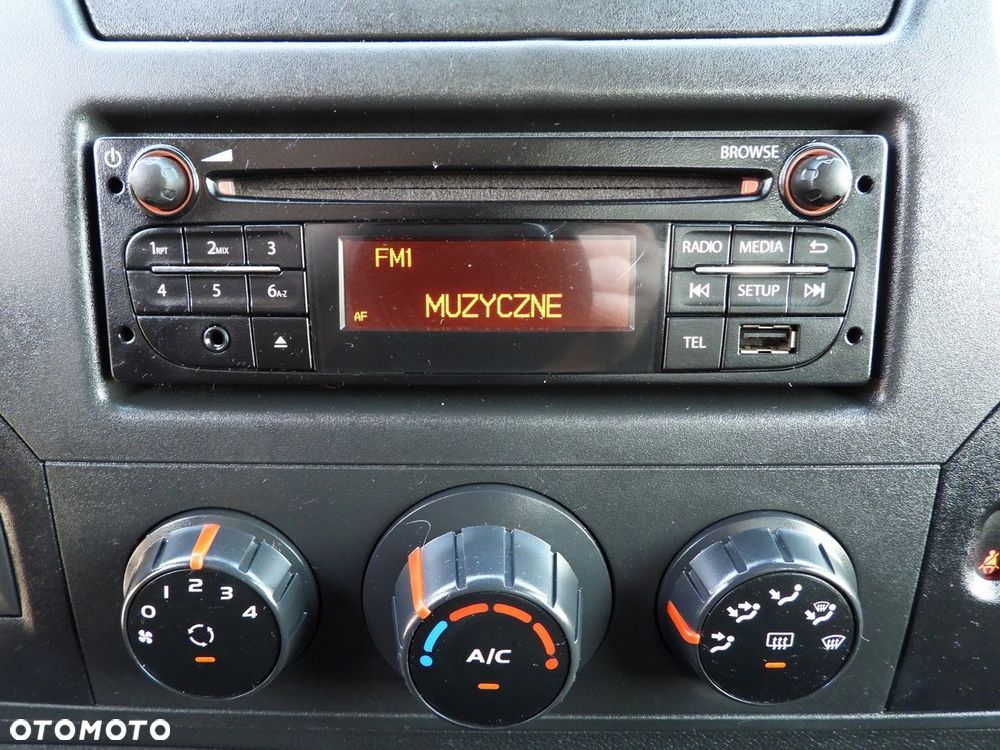 BROWSE
1RPT 2MIX 3
4 5 6A-Z
FM1
AF MUZYCZNE
RADIO MEDIA
SETUP
TEL
0 1 2 3 4
A/C
OTOMOTO